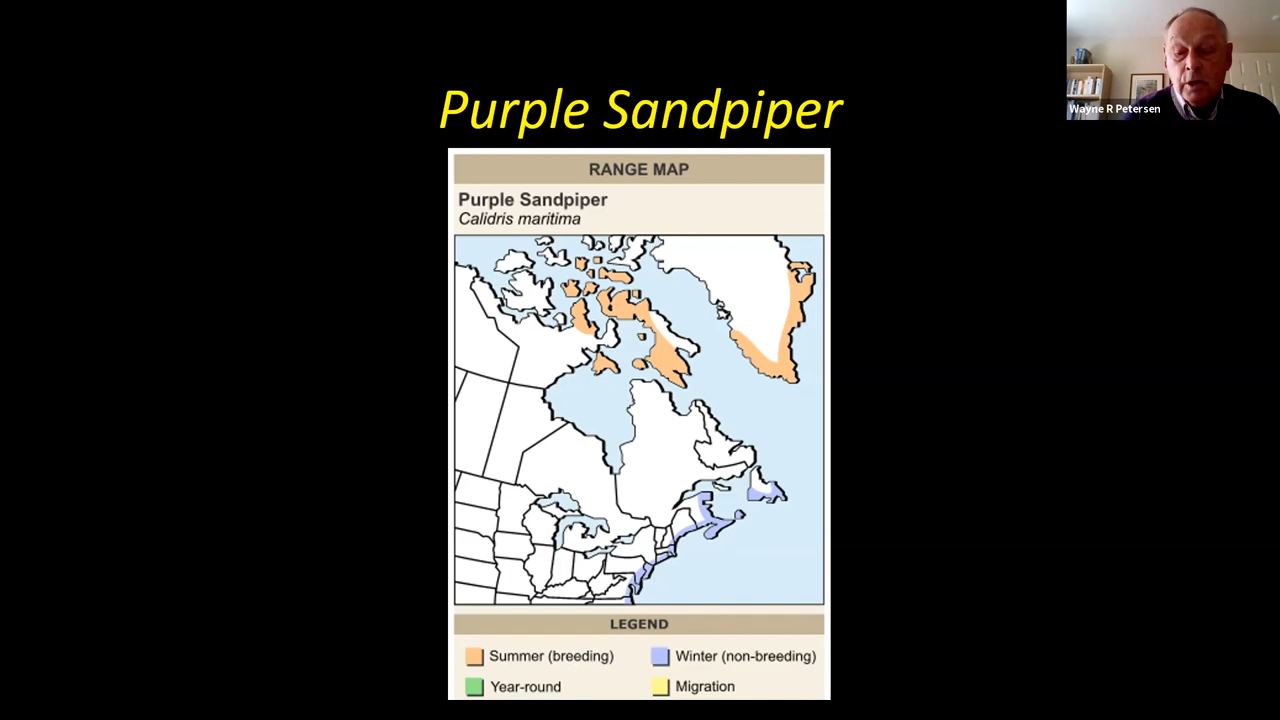 Wayne R Petersen
Purple Sandpiper
RANGE MAP
Purple Sandpiper
Calidris maritima
LEGEND
Summer (breeding)
Winter (non-breeding)
Year-round
Migration